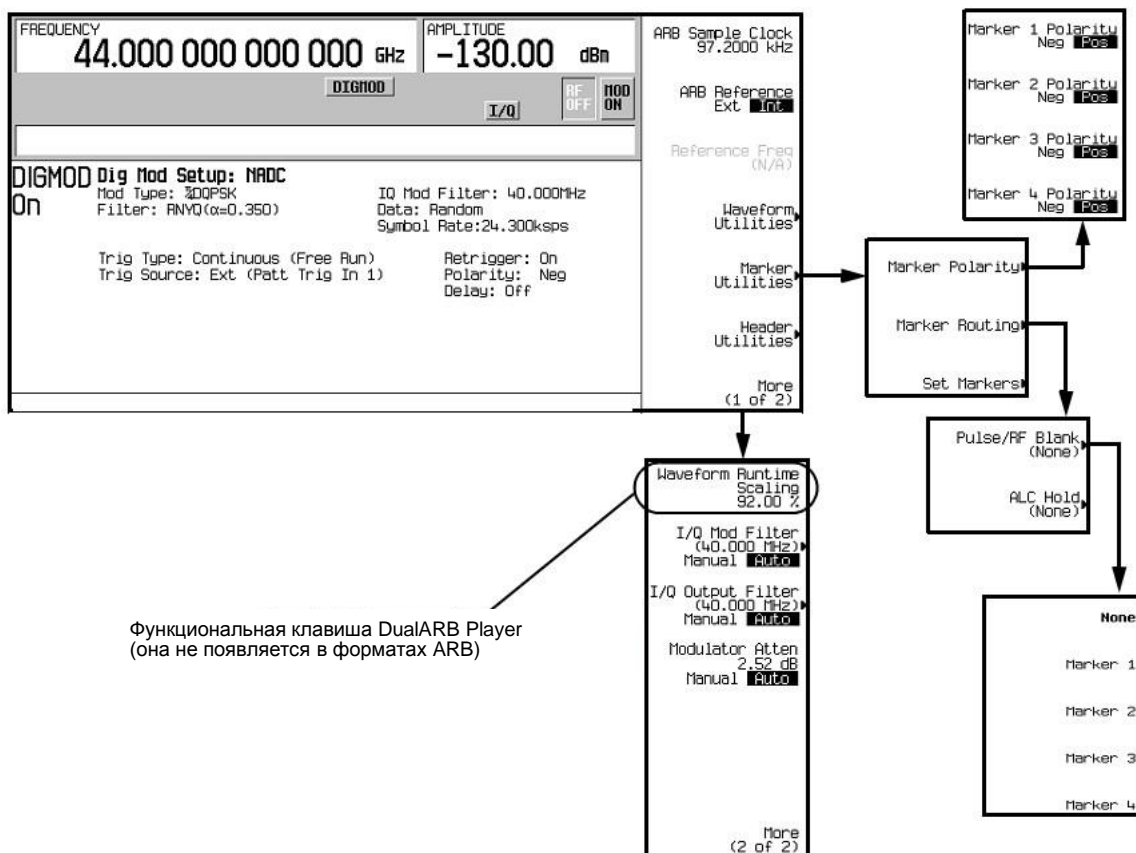 FREQUENCY
44.000 000 000 000 GHz
AMPLITUDE
-130.00 dBm
DIGMOD
I/Q
RF OFF
MOD ON
DIGMOD On
Dig Mod Setup: NADC
Mod Type: π/4DQPSK
IQ Mod Filter: 40.000MHz
Filter: RNYQ(α=0.350)
Data: Random
Symbol Rate:24.300ksps
Trig Type: Continuous (Free Run)
Retrigger: On
Trig Source: Ext (Patt Trig In 1)
Polarity: Neg
Delay: Off
ARB Sample Clock
97.2000 kHz
ARB Reference
Ext Int
Reference Freq
(N/A)
Waveform
Utilities
Marker
Utilities
Header
Utilities
More
(1 of 2)
Marker Polarity
Marker Routing
Set Markers
Marker 1 Polarity
Neg Pos
Marker 2 Polarity
Neg Pos
Marker 3 Polarity
Neg Pos
Marker 4 Polarity
Neg Pos
Pulse/RF Blank
(None)
ALC Hold
(None)
None
Marker 1
Marker 2
Marker 3
Marker 4
Waveform Runtime
Scaling
92.00 %
I/Q Mod Filter
(40.000 MHz)
Manual Auto
I/Q Output Filter
(40.000 MHz)
Manual Auto
Modulator Atten
2.52 dB
Manual Auto
More
(2 of 2)
Функциональная клавиша DualARB Player
(она не появляется в форматах ARB)